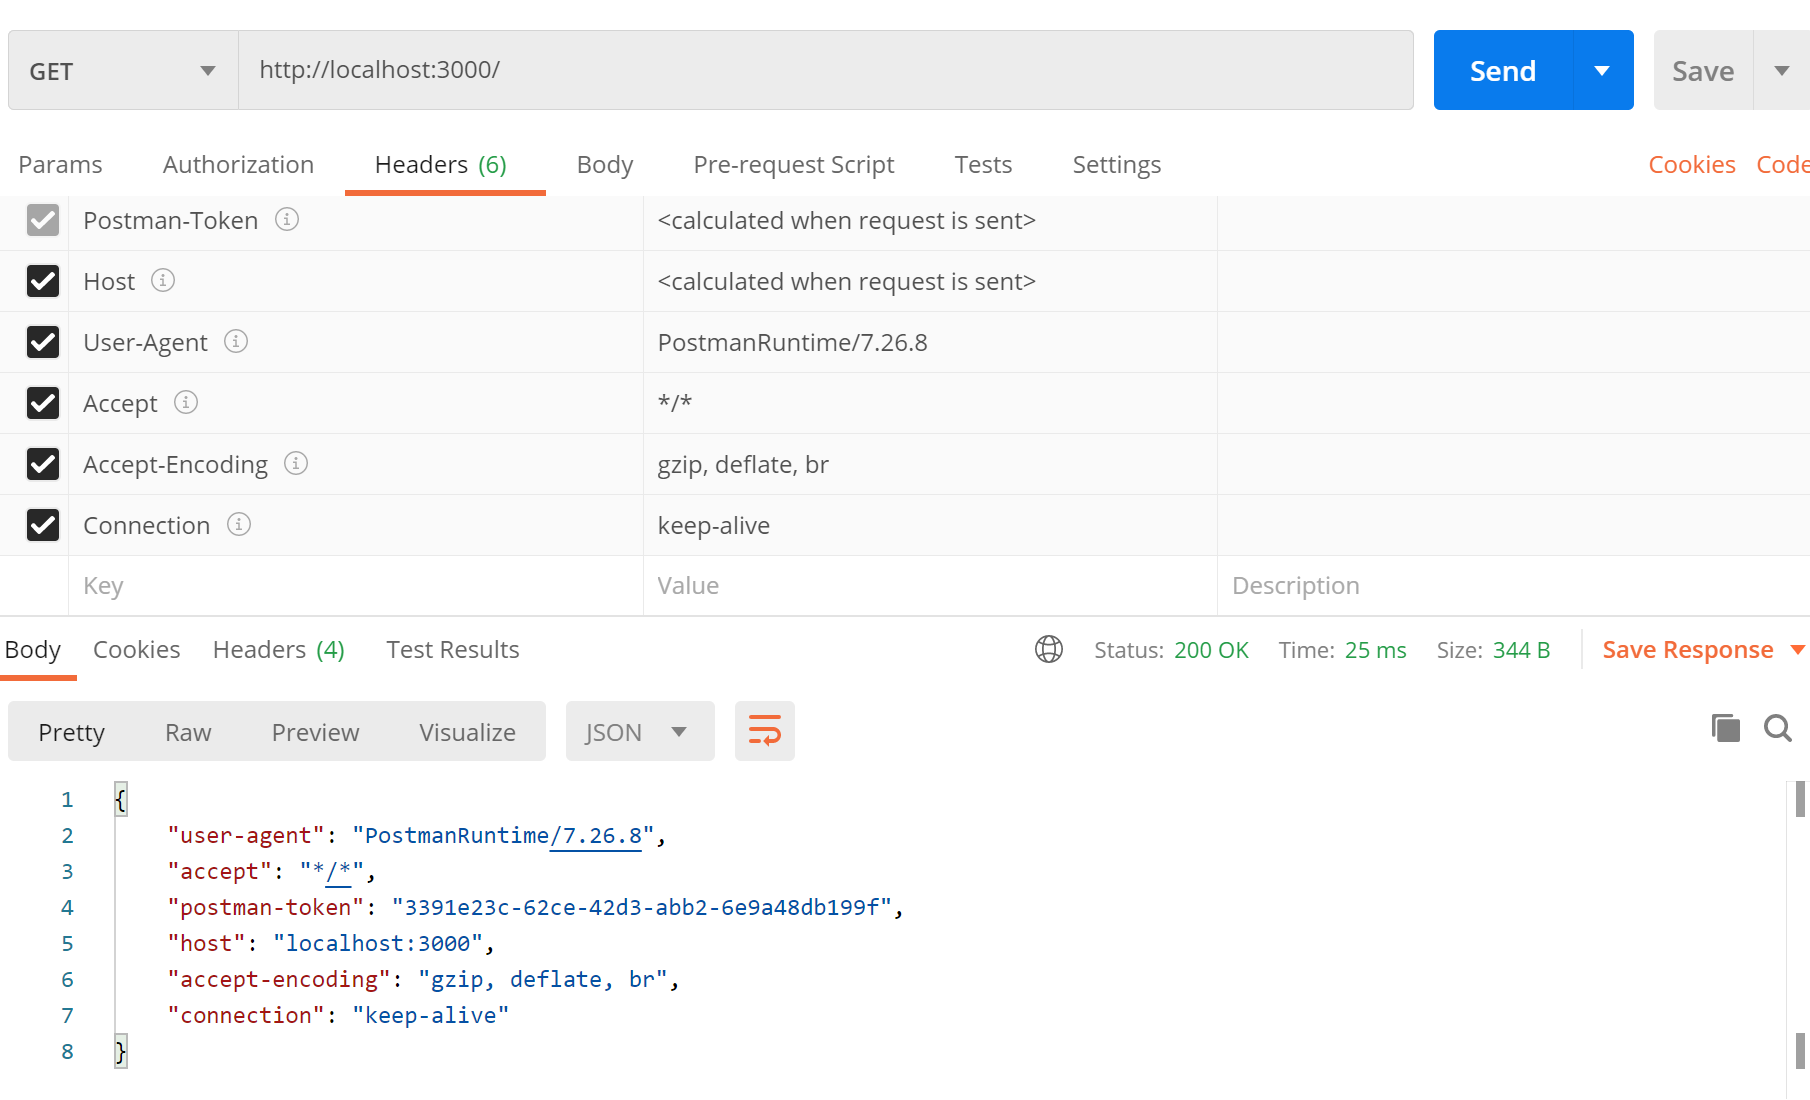 GET http://localhost:3000/ Send Save
Params Authorization Headers (6) Body Pre-request Script Tests Settings Cookies Code
Postman-Token <calculated when request is sent>
Host <calculated when request is sent>
User-Agent PostmanRuntime/7.26.8
Accept */*
Accept-Encoding gzip, deflate, br
Connection keep-alive
Key Value Description
Body Cookies Headers (4) Test Results Status: 200 OK Time: 25 ms Size: 344 B Save Response
Pretty Raw Preview Visualize JSON
1 {
2 "user-agent": "PostmanRuntime/7.26.8",
3 "accept": "*/*",
4 "postman-token": "3391e23c-62ce-42d3-abb2-6e9a48db199f",
5 "host": "localhost:3000",
6 "accept-encoding": "gzip, deflate, br",
7 "connection": "keep-alive"
8 }